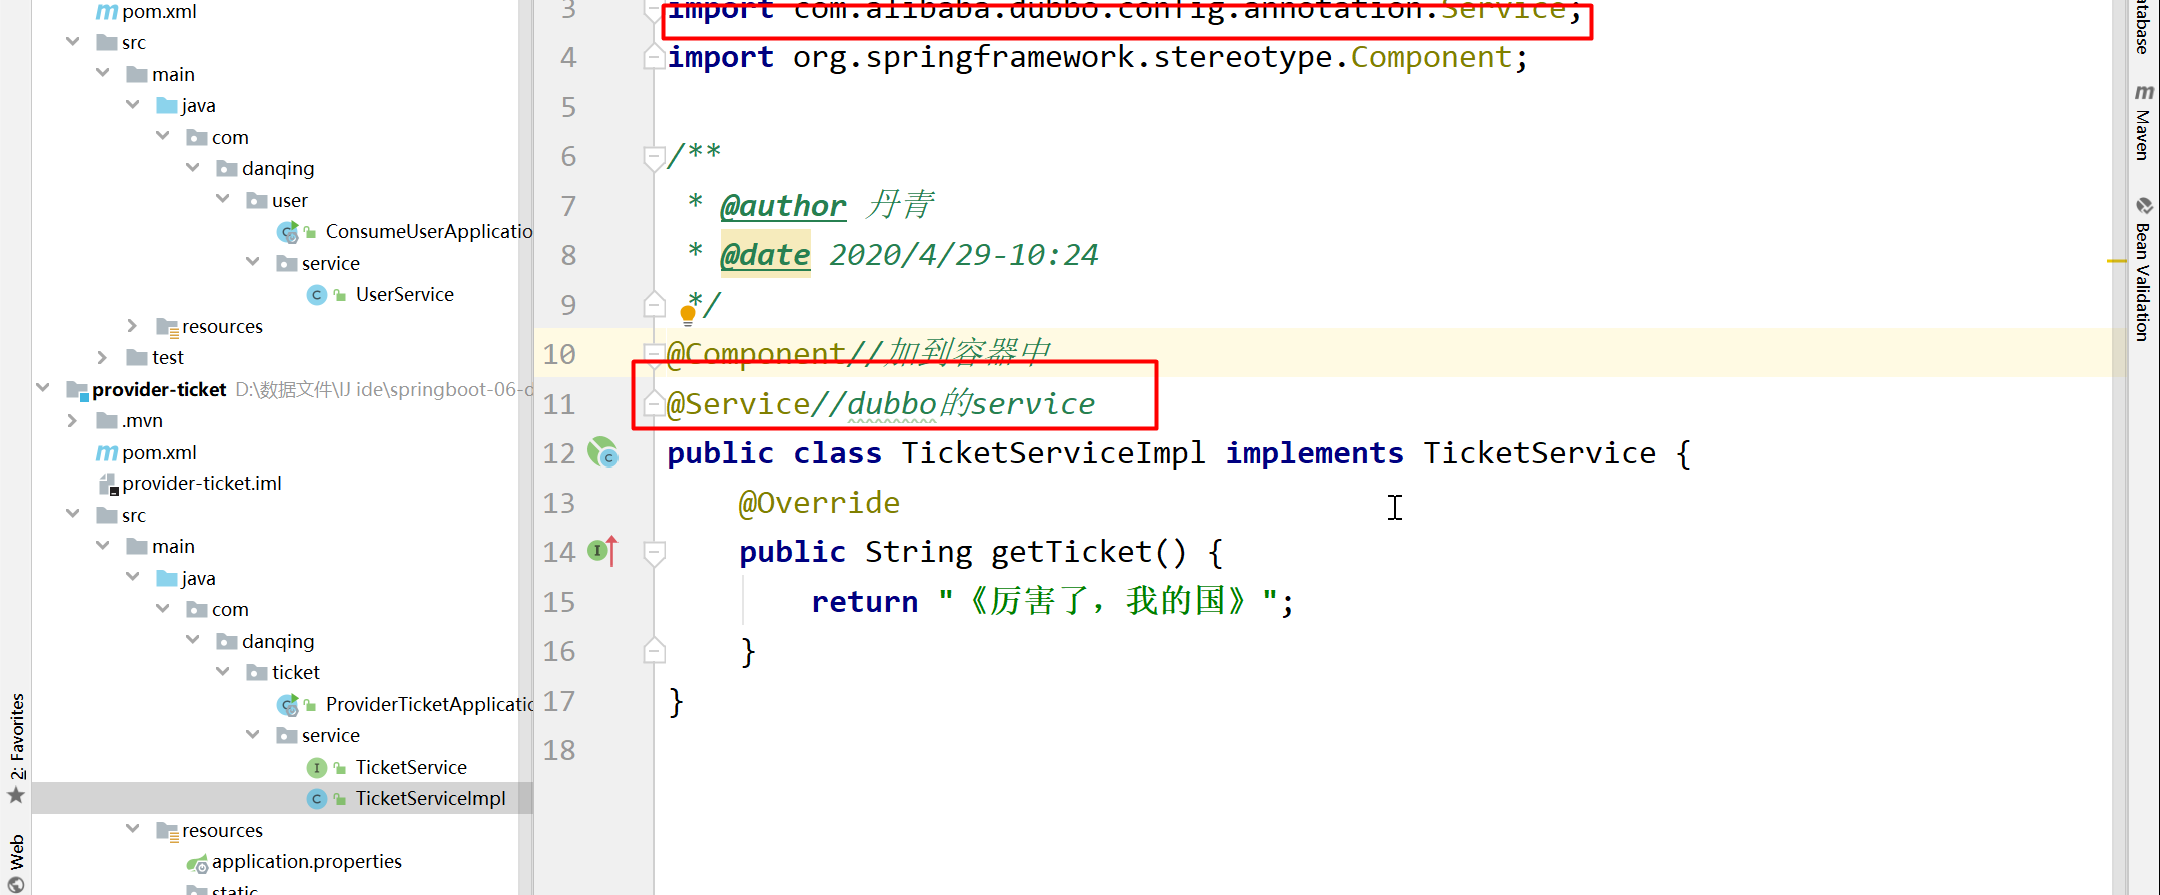 pom.xml
src
main
java
com
danqing
user
ConsumeUserApplicatio
service
UserService
resources
test
provider-ticket D:\数据文件\IJ ide\springboot-06-d
.mvn
pom.xml
provider-ticket.iml
src
main
java
com
danqing
ticket
ProviderTicketApplicatio
service
TicketService
TicketServiceImpl
resources
application.properties
static
2: Favorites
Web
3 import com.alibaba.dubbo.config.annotation.Service;
4 import org.springframework.stereotype.Component;
5
6 /**
7 * @author 丹青
8 * @date 2020/4/29-10:24
9 */
10 @Component//加到容器中
11 @Service//dubbo的service
12 public class TicketServiceImpl implements TicketService {
13 @Override
14 public String getTicket() {
15 return "《厉害了，我的国》";
16 }
17 }
18
atabase
Maven
Bean Validation